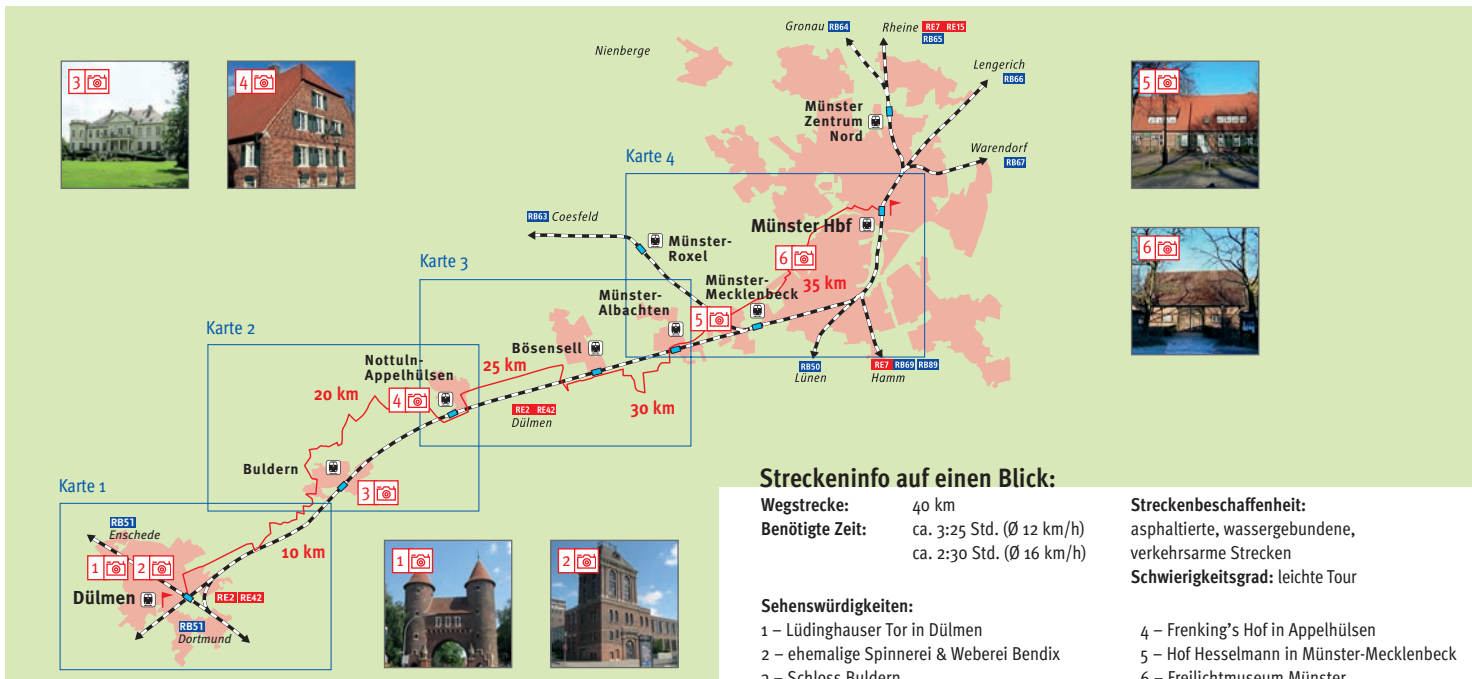 Gronau RB64
Rheine RE7 RE15
RB65
Nienberge
Lengerich
RB66
3
4
5
Münster
Zentrum
Nord
Karte 4
Warendorf
RB67
RB63 Coesfeld
Münster-
Roxel
Münster Hbf
6
6
Karte 3
Münster-
Mecklenbeck
35 km
Münster-
Albachten
5
Karte 2
Bösensell
Nottuln-
Appelhülsen
25 km
RB50
Lünen
RE7 RB69 RB89
Hamm
20 km
4
30 km
RE2 RE42
Dülmen
Buldern
3
Karte 1
RB51
Enschede
10 km
1
2
1
2
Dülmen
RE2 RE42
RB51
Dortmund
Streckeninfo auf einen Blick:
Wegstrecke: 40 km
Benötigte Zeit: ca. 3:25 Std. (Ø 12 km/h)
ca. 2:30 Std. (Ø 16 km/h)
Streckenbeschaffenheit:
asphaltierte, wassergebundene,
verkehrsarme Strecken
Schwierigkeitsgrad: leichte Tour
Sehenswürdigkeiten:
1 – Lüdinghauser Tor in Dülmen
2 – ehemalige Spinnerei & Weberei Bendix
3 – Schloss Buldern
4 – Frenking's Hof in Appelhülsen
5 – Hof Hesselmann in Münster-Mecklenbeck
6 – Freilichtmuseum Münster